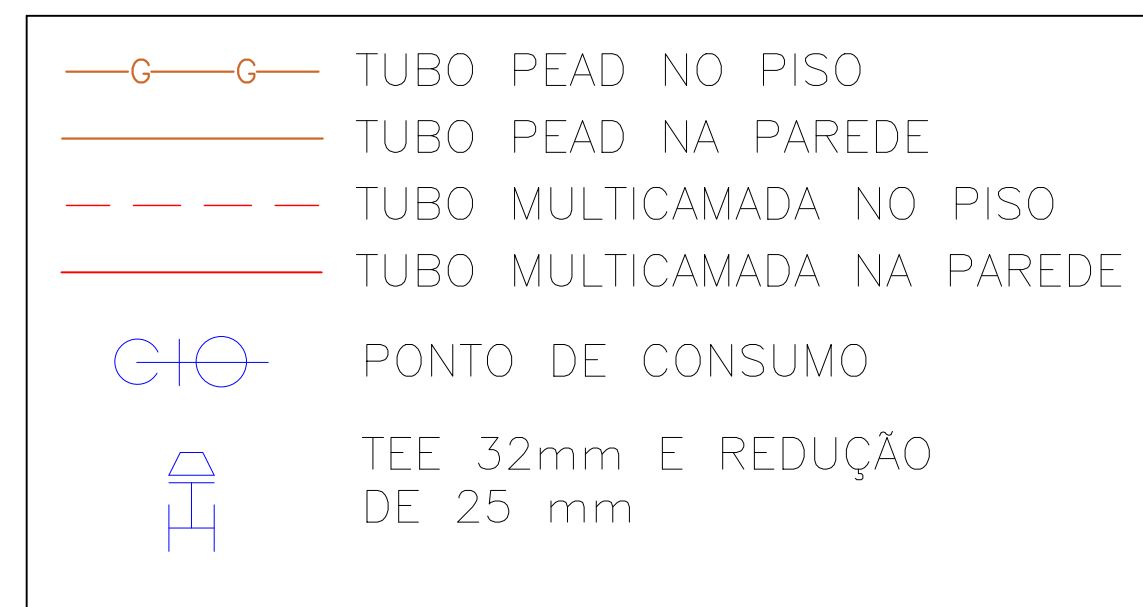 G G TUBO PEAD NO PISO
TUBO PEAD NA PAREDE
TUBO MULTICAMADA NO PISO
TUBO MULTICAMADA NA PAREDE
PONTO DE CONSUMO
TEE 32mm E REDUÇÃO
DE 25 mm